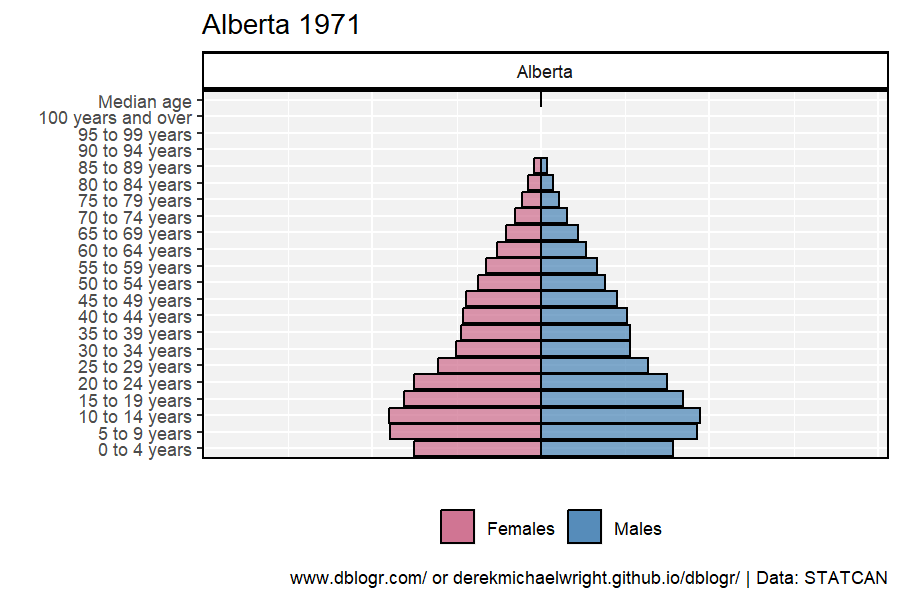 Alberta 1971
Alberta
Median age
100 years and over
95 to 99 years
90 to 94 years
85 to 89 years
80 to 84 years
75 to 79 years
70 to 74 years
65 to 69 years
60 to 64 years
55 to 59 years
50 to 54 years
45 to 49 years
40 to 44 years
35 to 39 years
30 to 34 years
25 to 29 years
20 to 24 years
15 to 19 years
10 to 14 years
5 to 9 years
0 to 4 years
Females Males
www.dblogr.com/ or derekmichaelwright.github.io/dblogr/ | Data: STATCAN